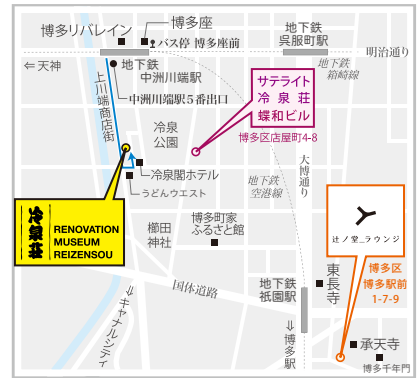 博多座
博多リバレイン
バス停 博多座前
地下鉄
呉服町駅
明治通り
⇐天神
地下鉄
中洲川端駅
地下鉄
箱崎線
中洲川端駅5番出口
上川端商店街
サテライト
冷泉荘
蝶和ビル
博多区店屋町4-8
冷泉
公園
大博通り
冷泉閣ホテル
うどんウエスト
地下鉄
空港線
冷泉荘
RENOVATION
MUSEUM
REIZENSOU
櫛田
神社
博多町家
ふるさと館
辻ノ堂_ラウンジ
博多区
博多駅前
1-7-9
国体道路
地下鉄
祇園駅
東長寺
⇐キャナルシティ
⇐博多駅
承天寺
博多千年門